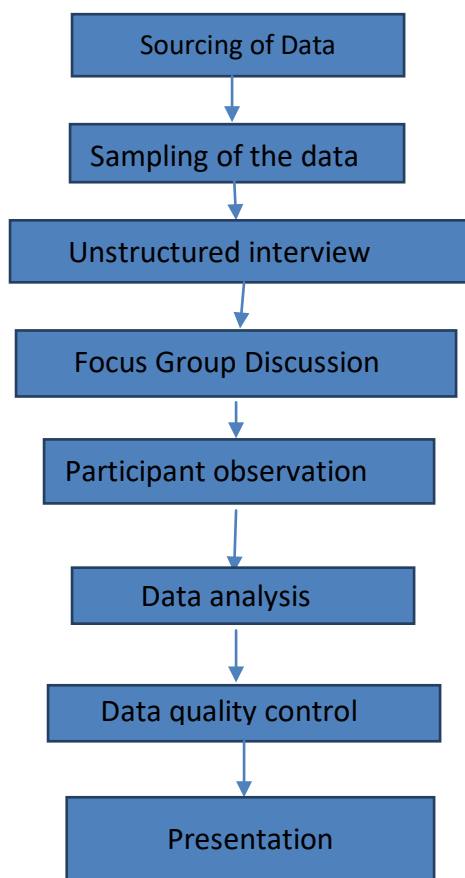 Sourcing of Data
Sampling of the data
Unstructured interview
Focus Group Discussion
Participant observation
Data analysis
Data quality control
Presentation